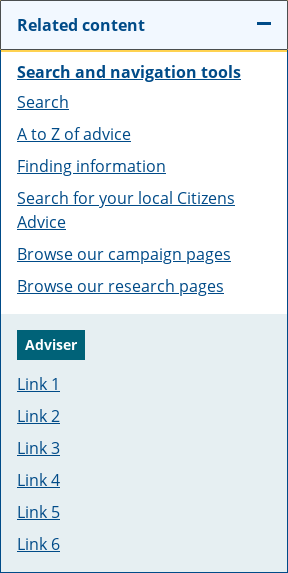 Related content
Search and navigation tools
Search
A to Z of advice
Finding information
Search for your local Citizens
Advice
Browse our campaign pages
Browse our research pages
Adviser
Link 1
Link 2
Link 3
Link 4
Link 5
Link 6